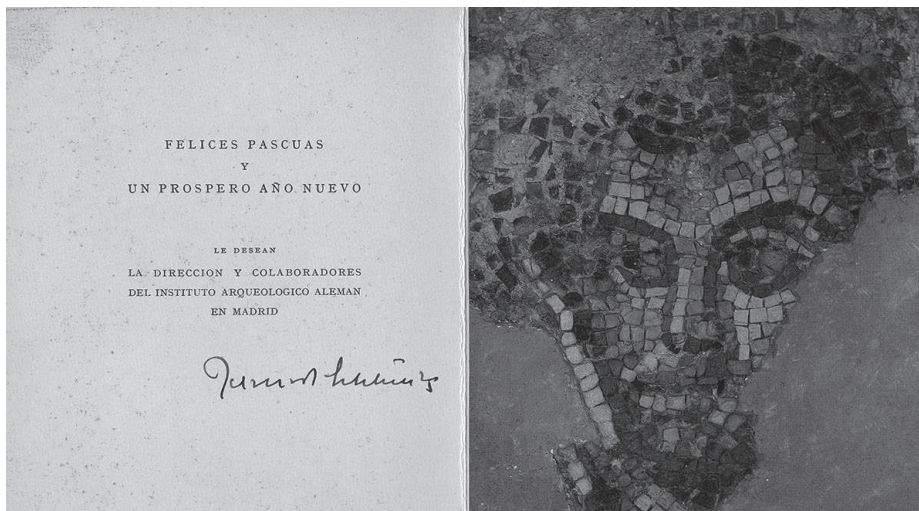 FELICES PASCUAS
Y
UN PROSPERO AÑO NUEVO
LE DESEAN
LA DIRECCION Y COLABORADORES
DEL INSTITUTO ARQUEOLOGICO ALEMAN
EN MADRID